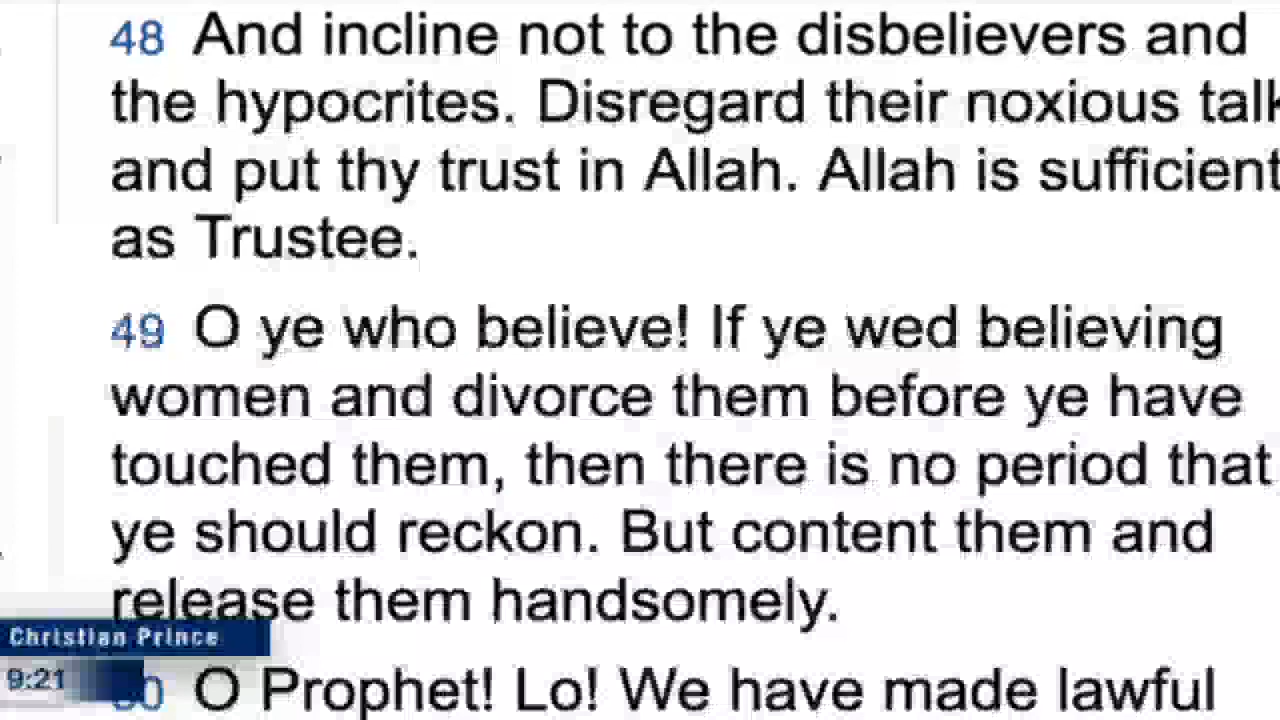 48 And incline not to the disbelievers and
the hypocrites. Disregard their noxious talk
and put thy trust in Allah. Allah is sufficient
as Trustee.
49 O ye who believe! If ye wed believing
women and divorce them before ye have
touched them, then there is no period that
ye should reckon. But content them and
release them handsomely.
Christian Prince
9:21
50 O Prophet! Lo! We have made lawful